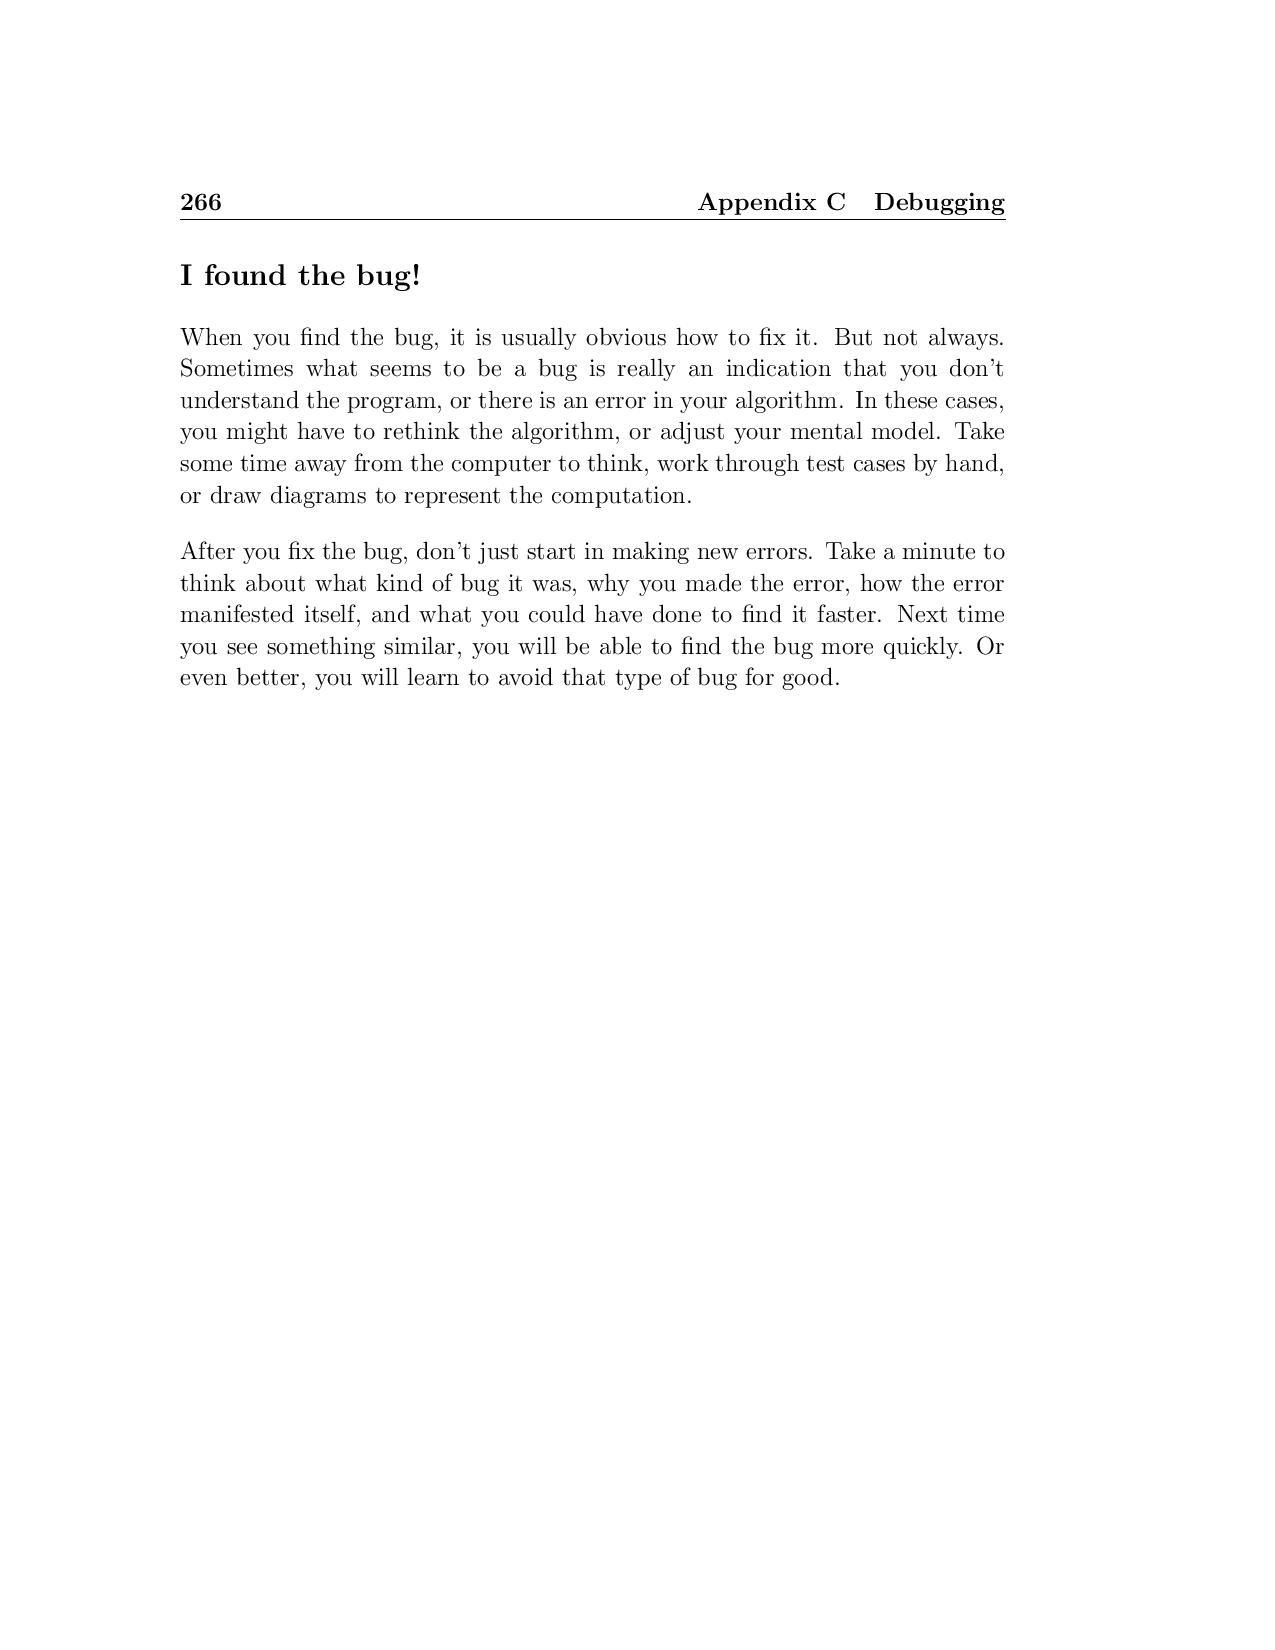 266 Appendix C Debugging
I found the bug!
When you find the bug, it is usually obvious how to fix it. But not always.
Sometimes what seems to be a bug is really an indication that you don't
understand the program, or there is an error in your algorithm. In these cases,
you might have to rethink the algorithm, or adjust your mental model. Take
some time away from the computer to think, work through test cases by hand,
or draw diagrams to represent the computation.
After you fix the bug, don't just start in making new errors. Take a minute to
think about what kind of bug it was, why you made the error, how the error
manifested itself, and what you could have done to find it faster. Next time
you see something similar, you will be able to find the bug more quickly. Or
even better, you will learn to avoid that type of bug for good.